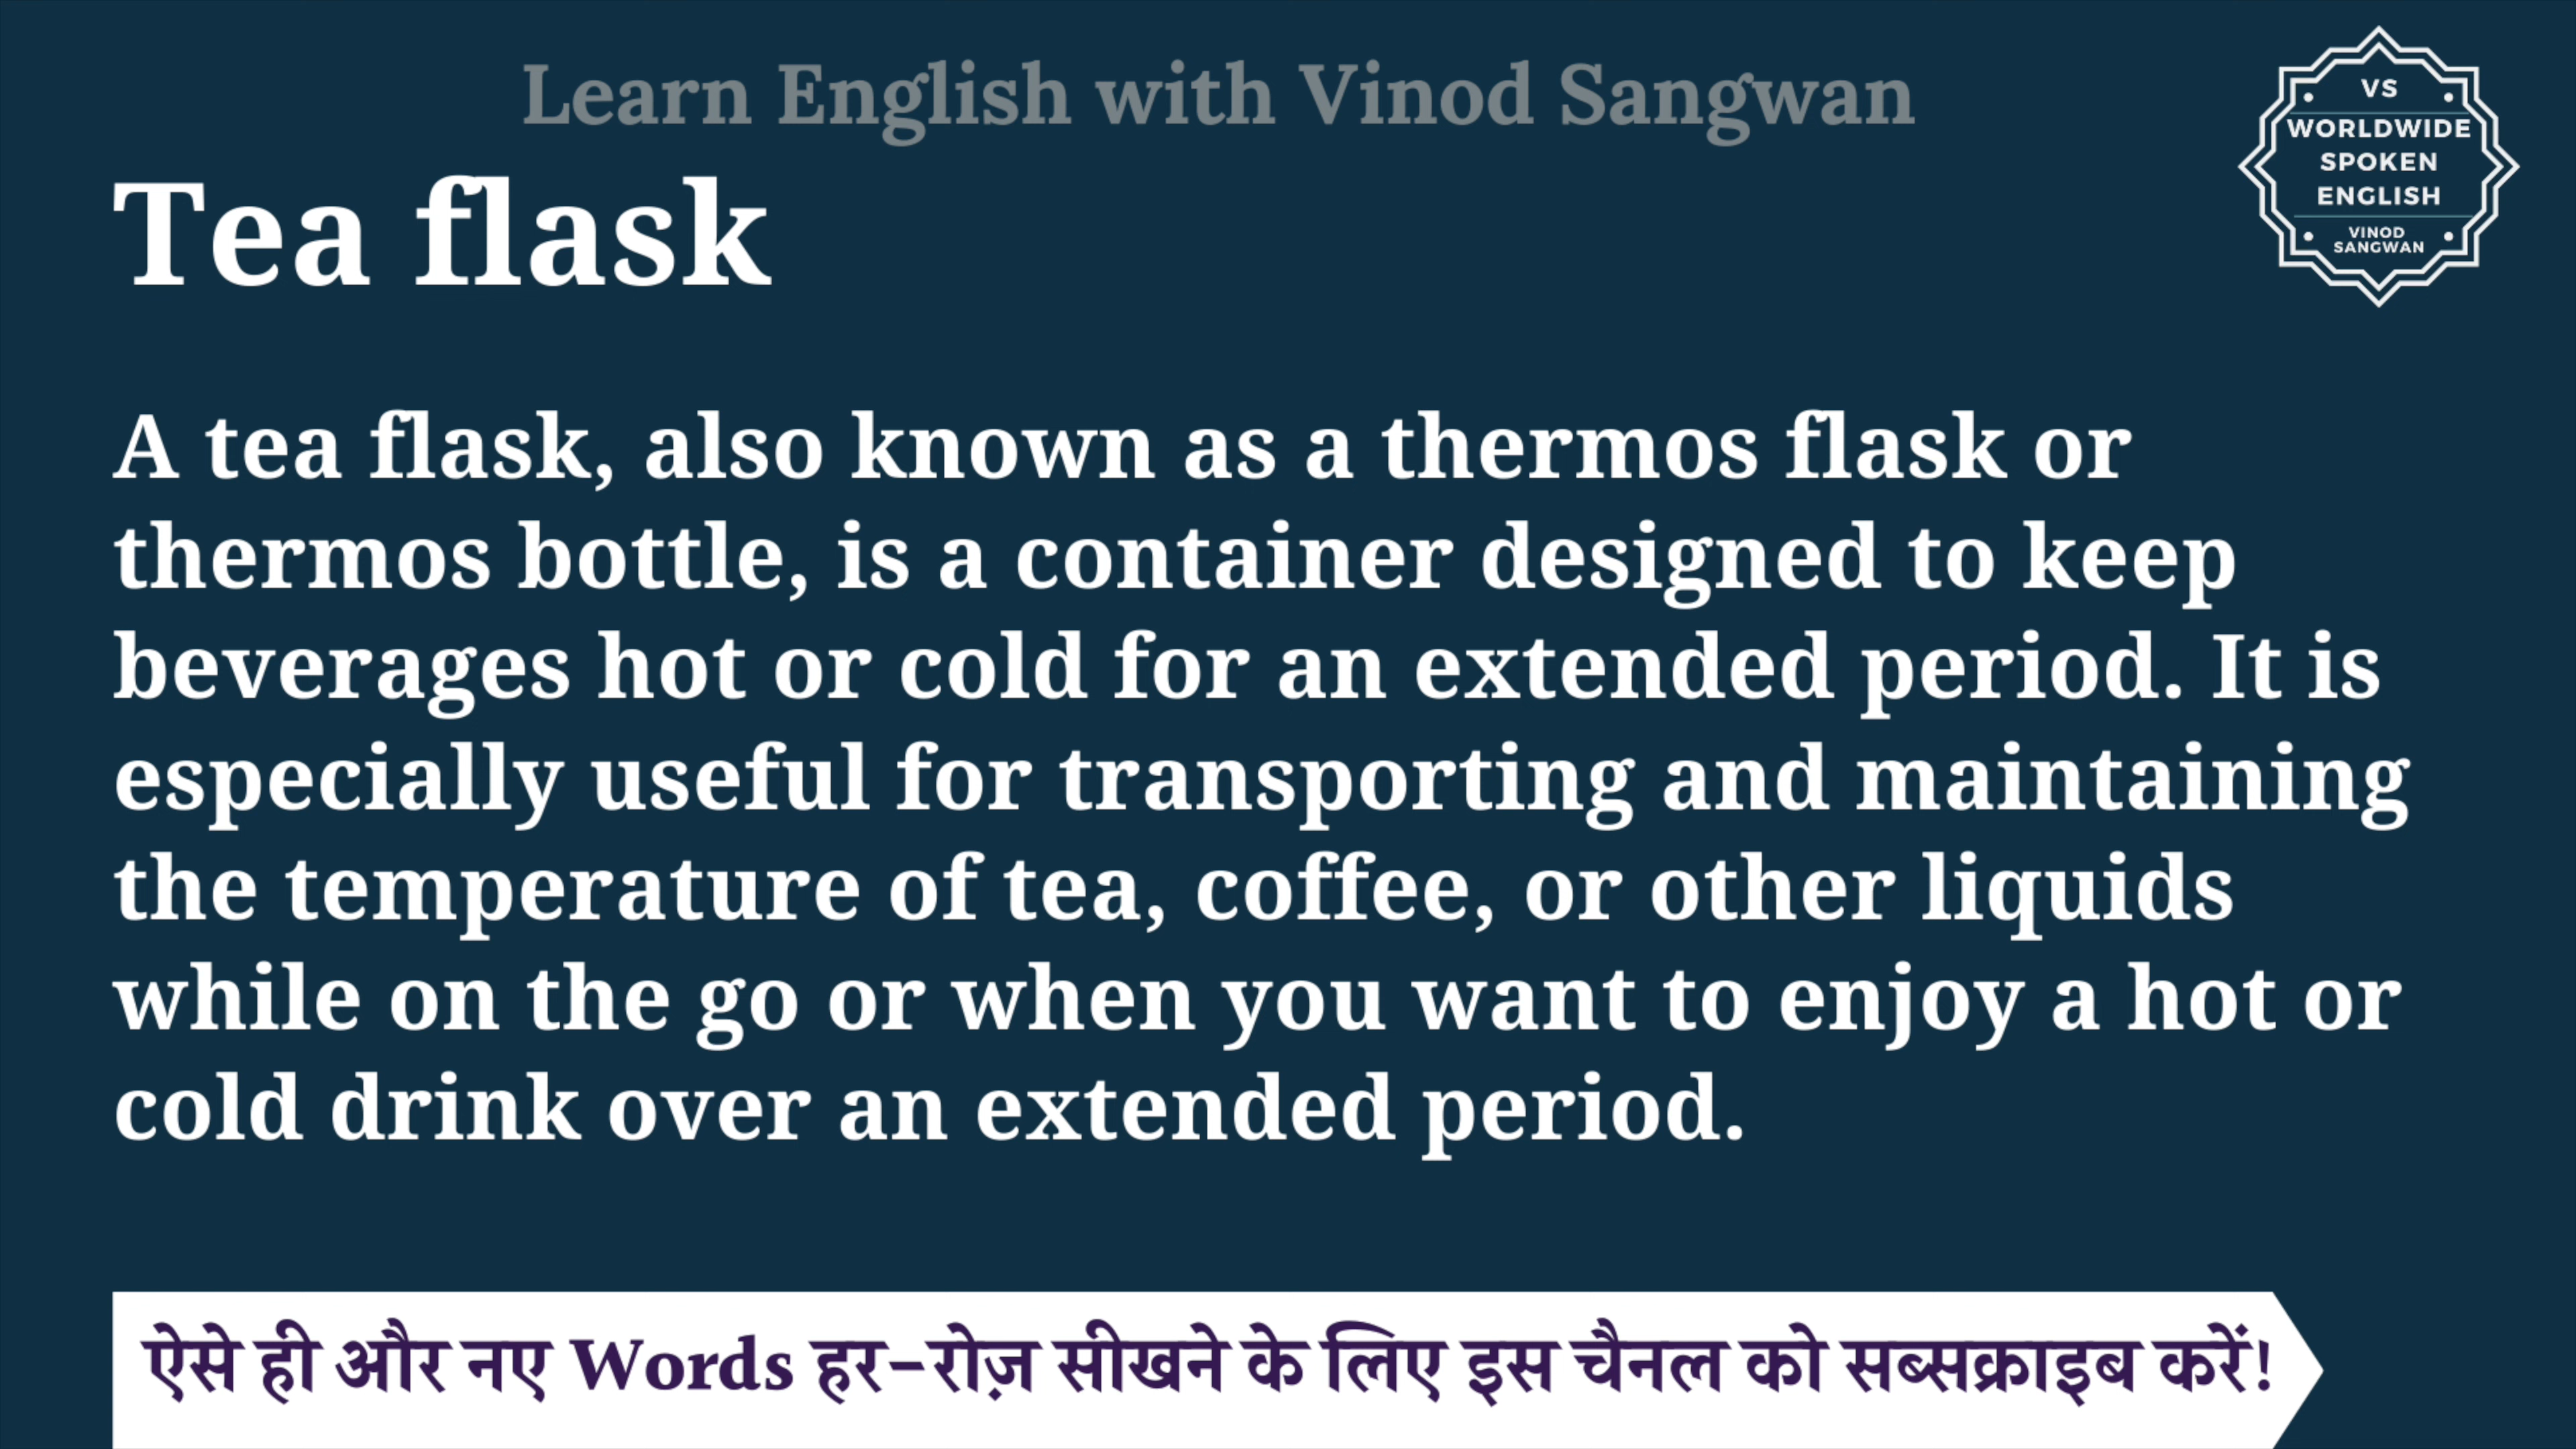 Learn English with Vinod Sangwan
VS
WORLDWIDE
SPOKEN
ENGLISH
VINOD
SANGWAN
Tea flask
A tea flask, also known as a thermos flask or
thermos bottle, is a container designed to keep
beverages hot or cold for an extended period. It is
especially useful for transporting and maintaining
the temperature of tea, coffee, or other liquids
while on the go or when you want to enjoy a hot or
cold drink over an extended period.
ऐसे ही और नए Words हर-रोज़ सीखने के लिए इस चैनल को सब्सक्राइब करें!